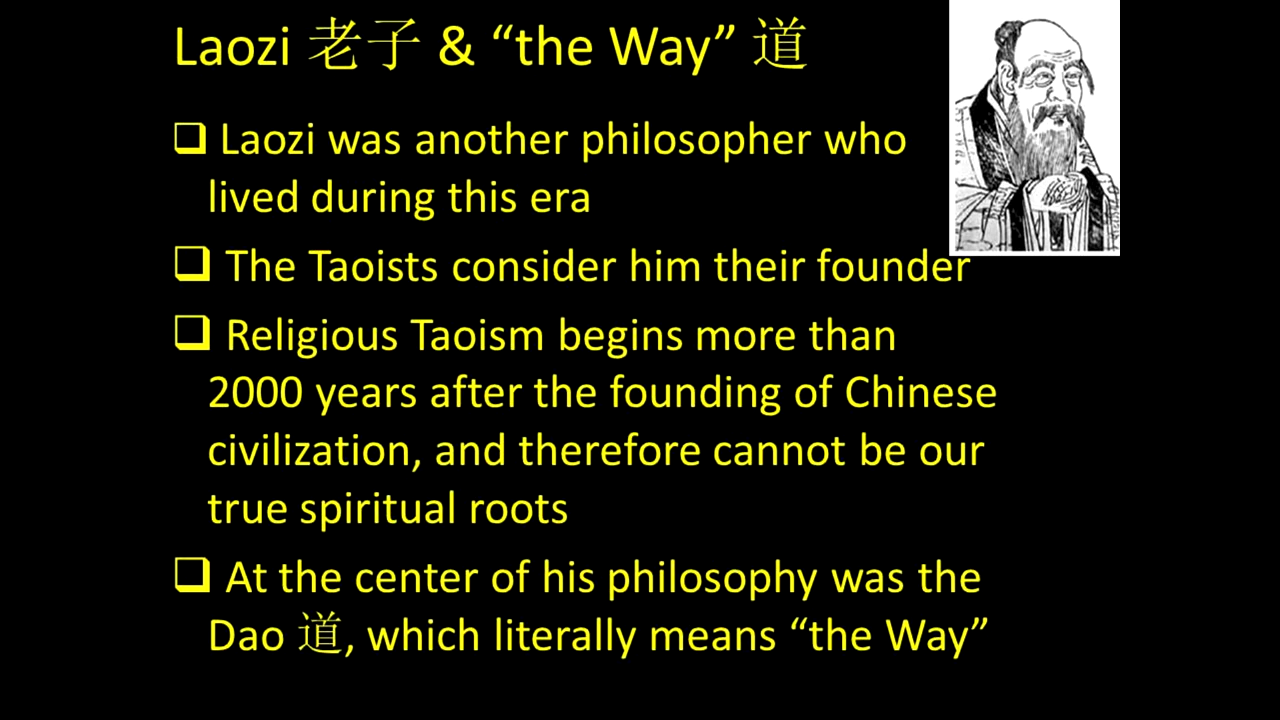 Laozi 老子 & “the Way” 道
Laozi was another philosopher who
lived during this era
The Taoists consider him their founder
Religious Taoism begins more than
2000 years after the founding of Chinese
civilization, and therefore cannot be our
true spiritual roots
At the center of his philosophy was the
Dao 道, which literally means “the Way”